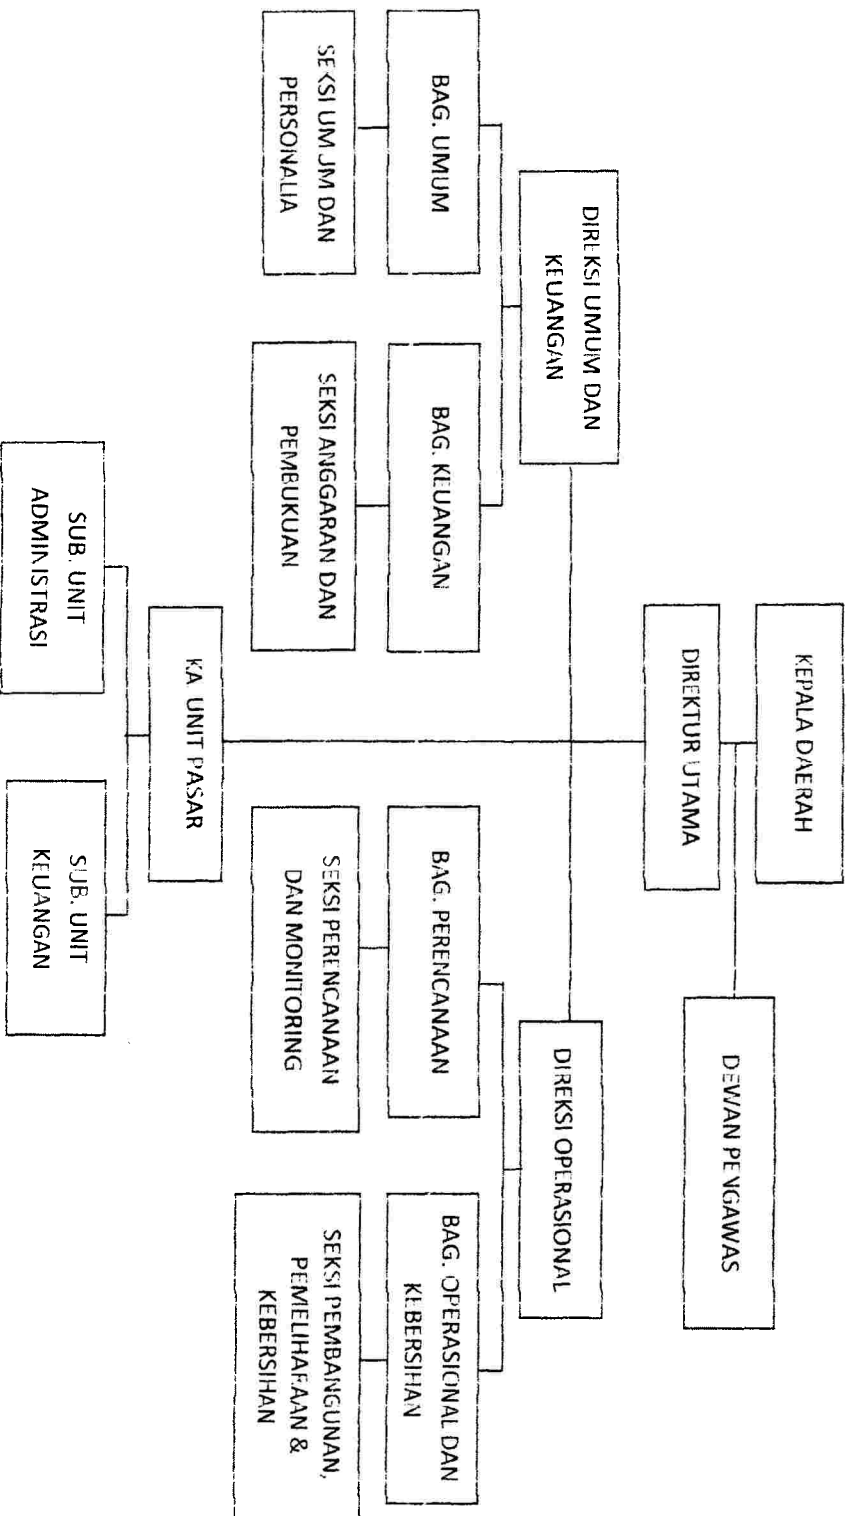 KEPALA DAERAH
DEWAN PENGAWAS
DIREKTUR UTAMA
DIREKSI UMUM DAN
KEUANGAN
DIREKSI OPERASIONAL
BAG. UMUM
BAG. KEUANGAN
BAG. PERENCANAAN
BAG. OPERASIONAL DAN
KEBERSIHAN
SEKSI UMUM DAN
PERSONALIA
SEKSI ANGGARAN DAN
PEMBUKUAN
SEKSI PERENCANAAN
DAN MONITORING
SEKSI PEMBANGUNAN,
PEMELIHARAAN &
KEBERSIHAN
KA. UNIT PASAR
SUB. UNIT
ADMINISTRASI
SUB. UNIT
KEUANGAN